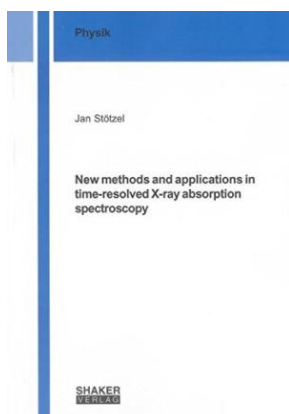 Physik
Jan Stötzel
New methods and applications in
time-resolved X-ray absorption
spectroscopy
SHAKER
VERLAG